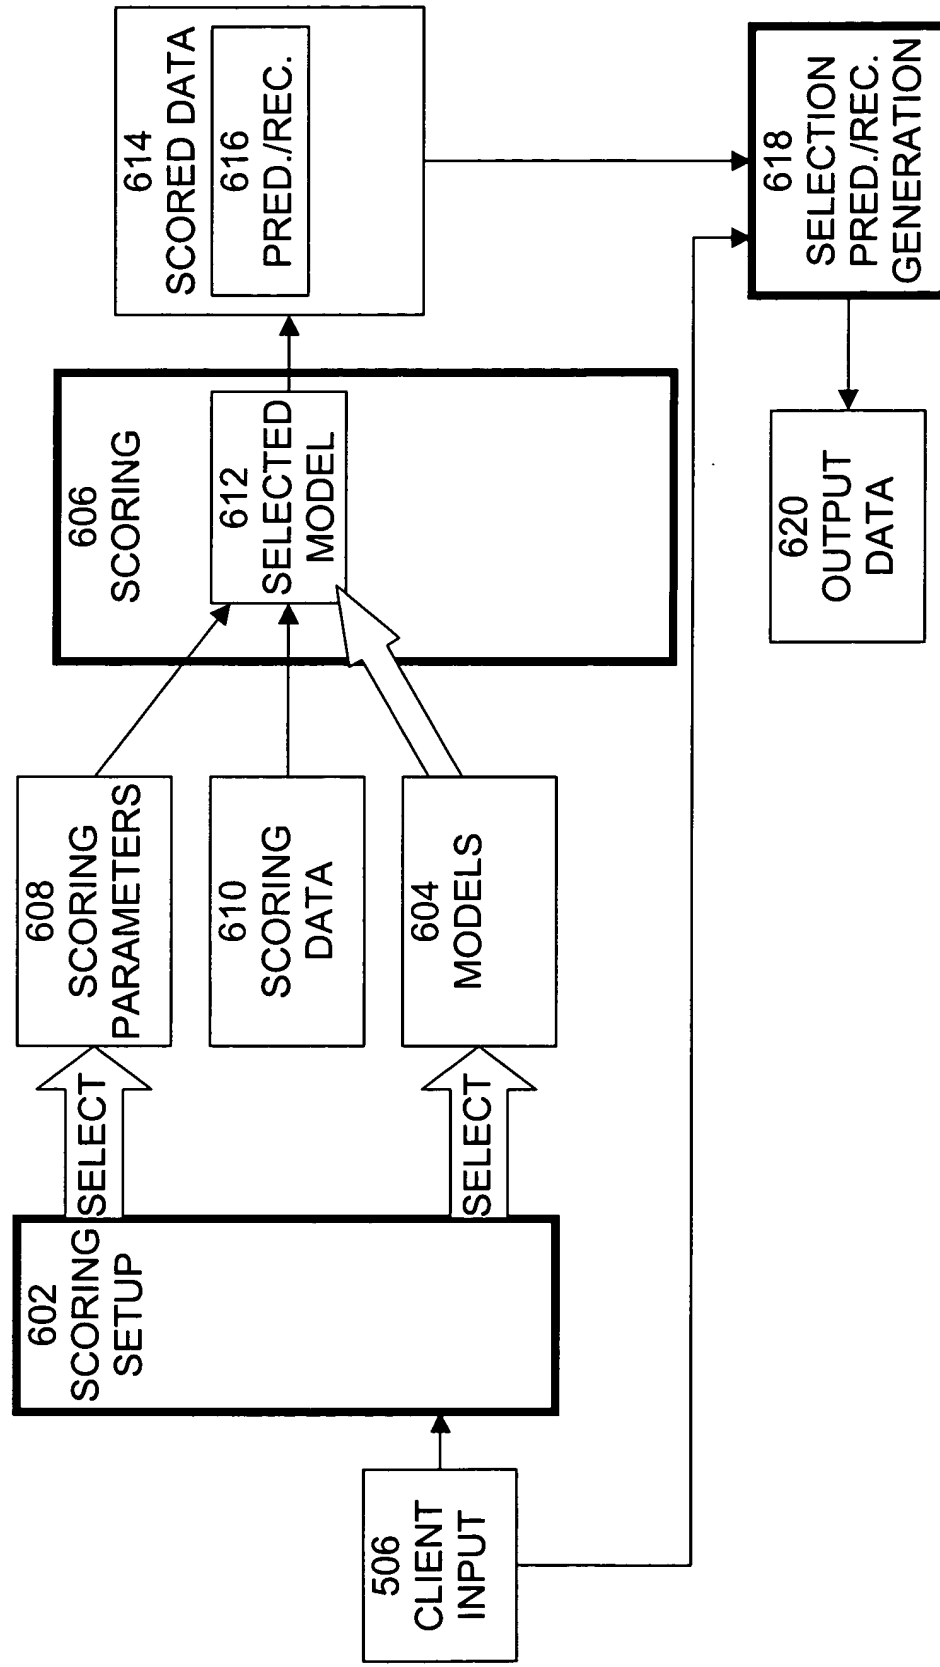 506
CLIENT
INPUT
602
SCORING
SETUP
SELECT
SELECT
608
SCORING
PARAMETERS
610
SCORING
DATA
604
MODELS
606
SCORING
612
SELECTED
MODEL
614
SCORED DATA
616
PRED./REC.
618
SELECTION
PRED./REC.
GENERATION
620
OUTPUT
DATA